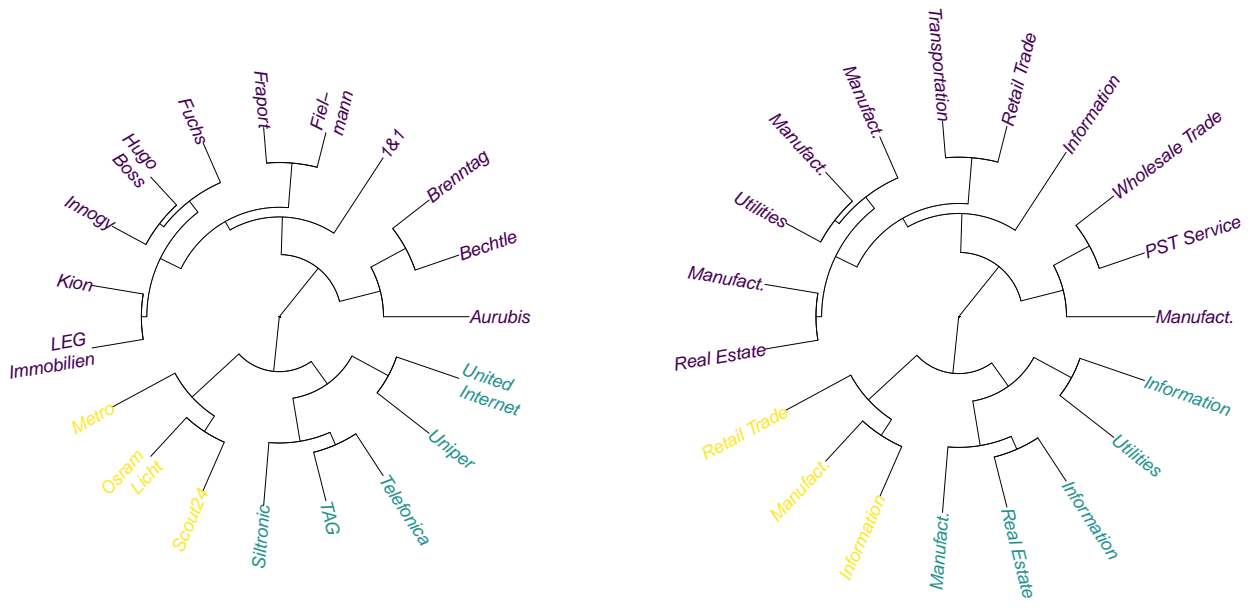 Fraport
Fiel–
mann
1&1
Fuchs
Hugo
Boss
Innogy
Brenntag
Bechtle
Kion
Aurubis
LEG
Immobilien
Metro
United
Internet
Osram
Licht
Uniper
Scout24
Siltronic
TAG
Telefonica
Transportation
Retail Trade
Information
Manufact.
Manufact.
Utilities
Wholesale Trade
PST Service
Manufact.
Manufact.
Real Estate
Retail Trade
Information
Manufact.
Utilities
Information
Manufact.
Real Estate
Information